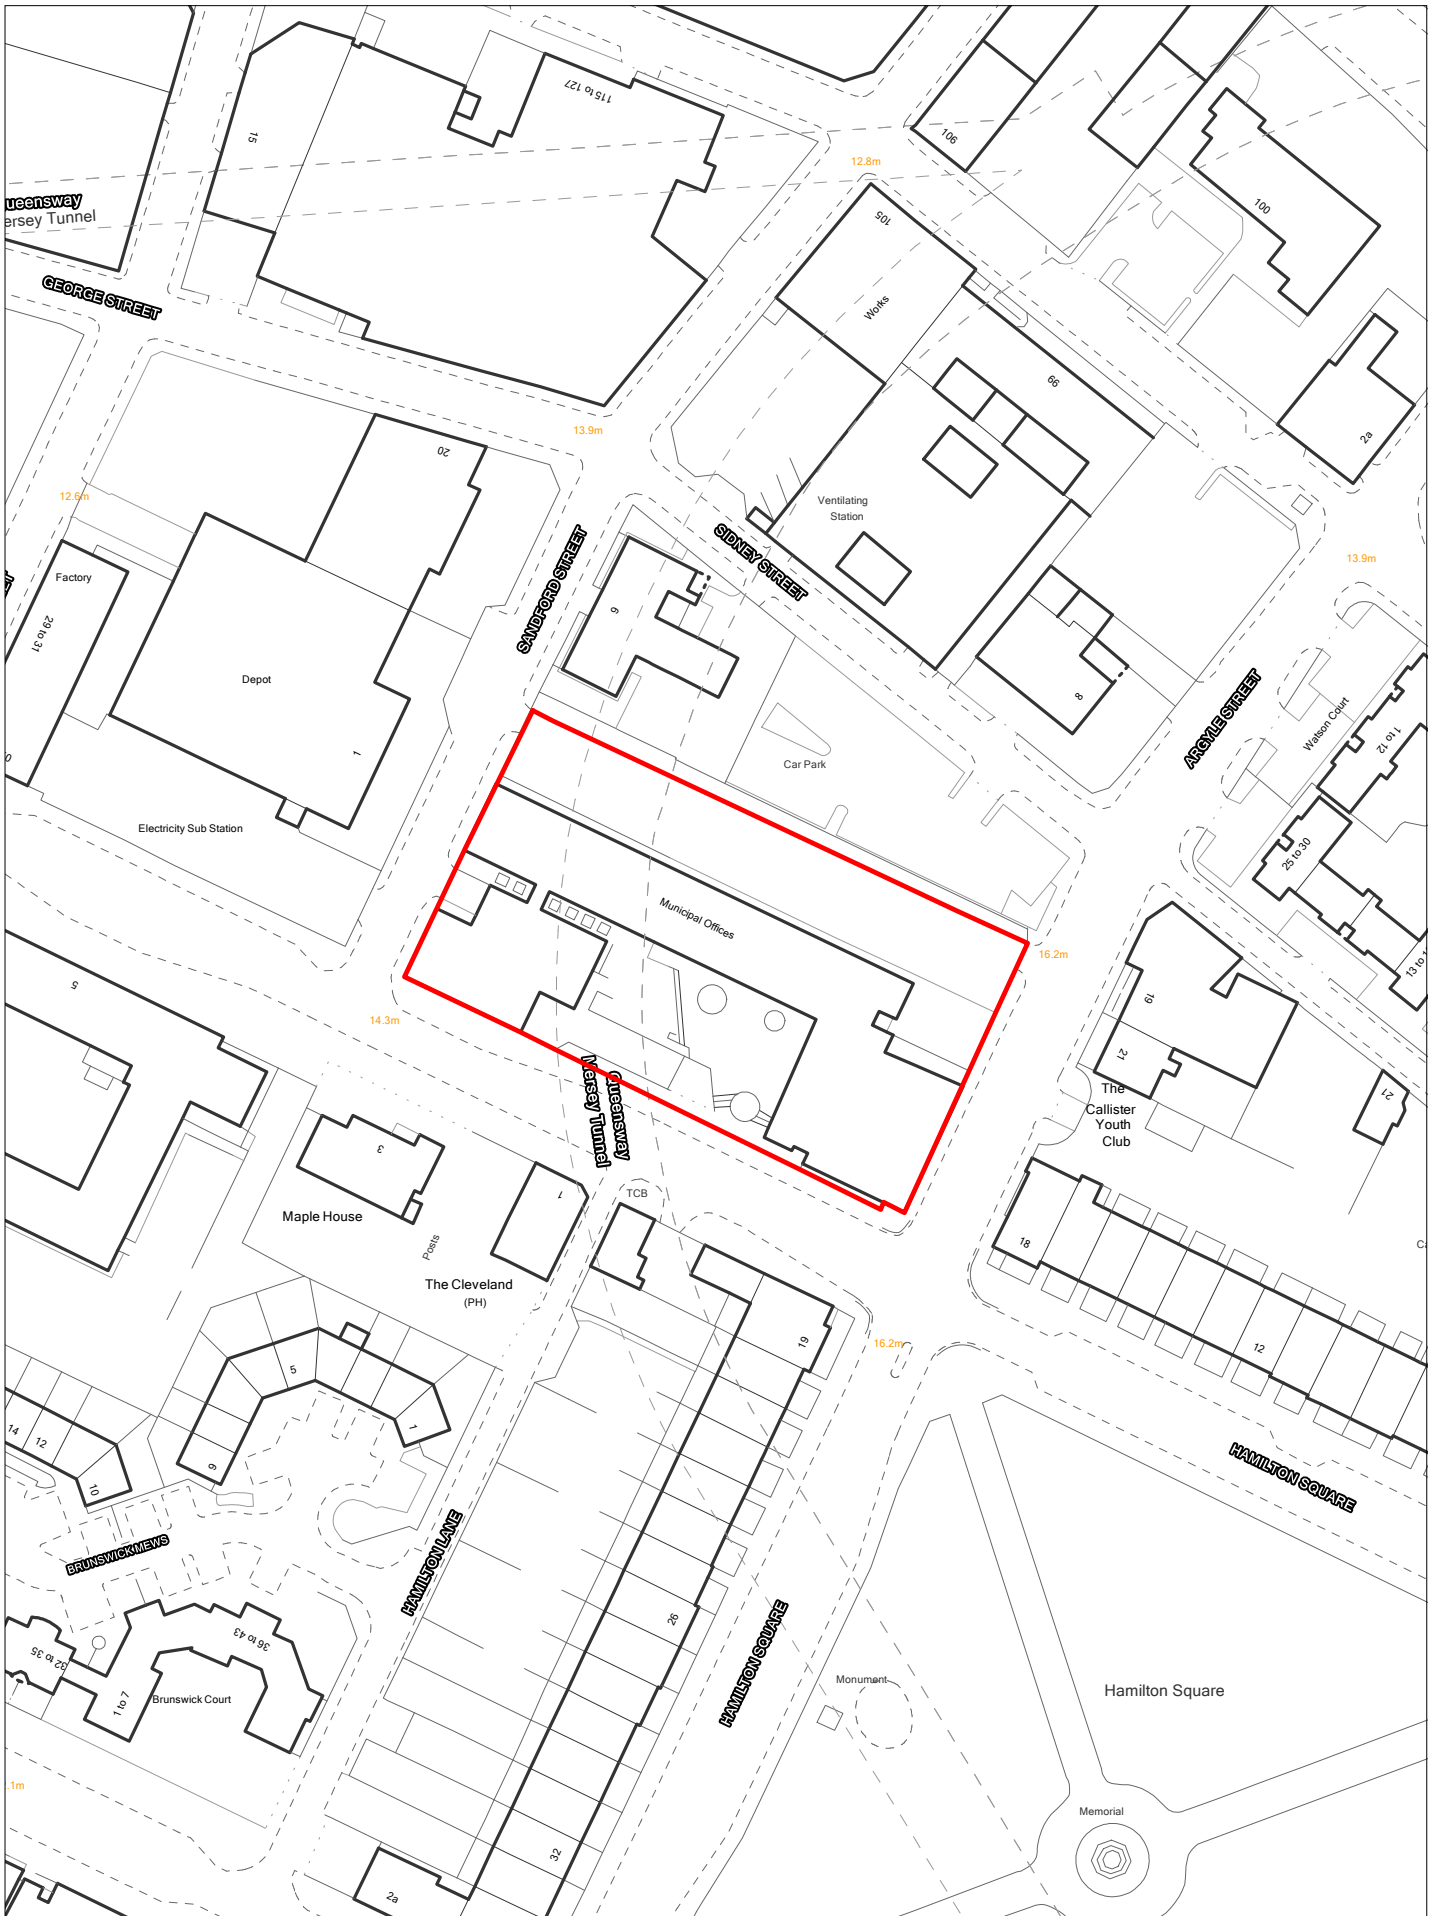 115 to 127
15
106
12.8m
100
105
ueensway
ersey Tunnel
GEORGE STREET
Works
99
13.9m
2a
20
12.6m
Ventilating
Station
SIDNEY STREET
13.9m
Factory
29 to 31
SANDFORD STREET
9
Depot
8
ARGYLE STREET
Watson Court
1 to 12
1
Car Park
Electricity Sub Station
25 to 30
Municipal Offices
16.2m
13 to 1
5
19
14.3m
21
Queensway
Mersey Tunnel
The
Callister
Youth
Club
21
3
1
TCB
Maple House
Posts
The Cleveland
(PH)
18
19
16.2m
12
5
1
14
12
10
9
HAMILTON SQUARE
HAMILTON LANE
BRUNSWICK MEWS
26
HAMILTON SQUARE
36 to 43
32 to 35
1 to 7
Brunswick Court
Monument
Hamilton Square
.1m
Memorial
32
2a